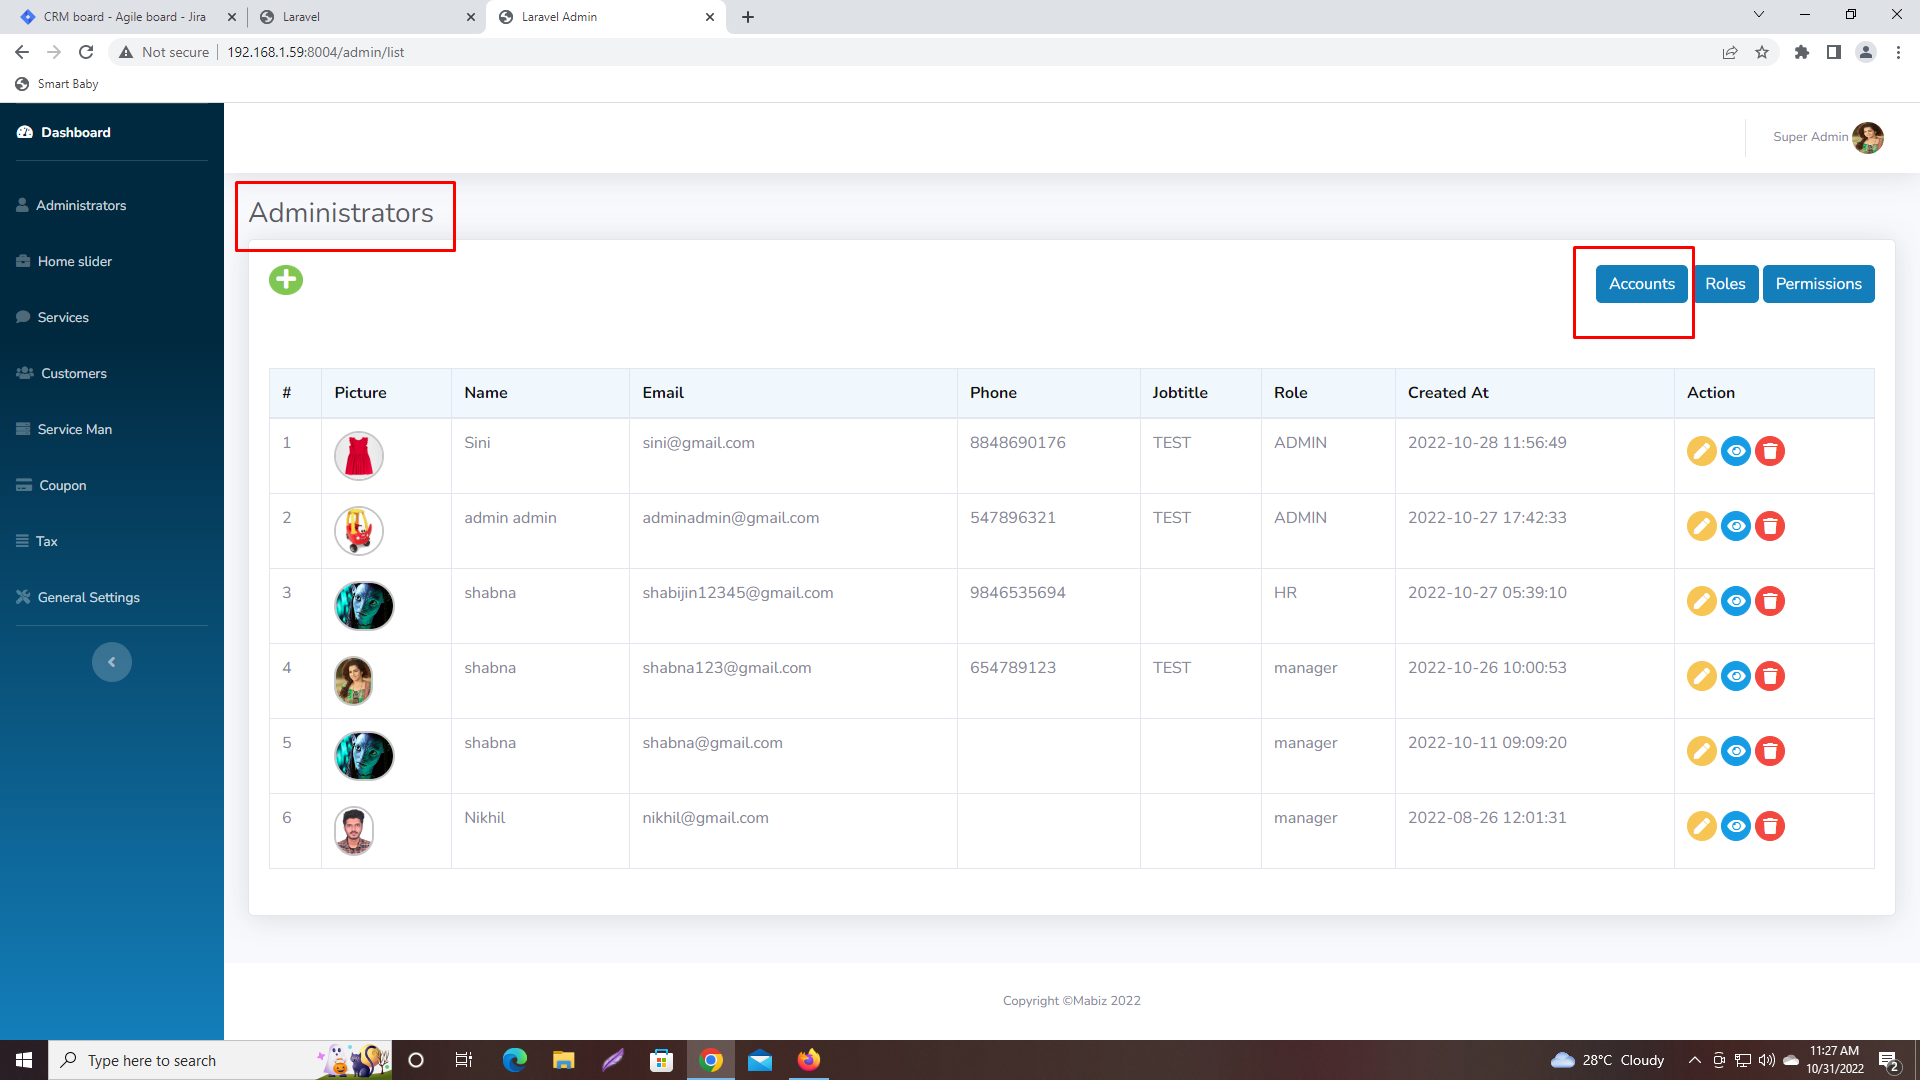 CRM board - Agile board - Jira
Laravel
Laravel Admin
Not secure
192.168.1.59:8004/admin/list
Smart Baby
Dashboard
Super Admin
Administrators
Home slider
Services
Customers
Service Man
Coupon
Tax
General Settings
Administrators
Accounts Roles Permissions
# Picture Name Email Phone Jobtitle Role Created At Action
1 Sini sini@gmail.com 8848690176 TEST ADMIN 2022-10-28 11:56:49
2 admin admin adminadmin@gmail.com 547896321 TEST ADMIN 2022-10-27 17:42:33
3 shabna shabijin12345@gmail.com 9846535694 HR 2022-10-27 05:39:10
4 shabna shabna123@gmail.com 654789123 TEST manager 2022-10-26 10:00:53
5 shabna shabna@gmail.com manager 2022-10-11 09:09:20
6 Nikhil nikhil@gmail.com manager 2022-08-26 12:01:31
Copyright ©Mabiz 2022
Type here to search
28°C Cloudy
11:27 AM
10/31/2022
2